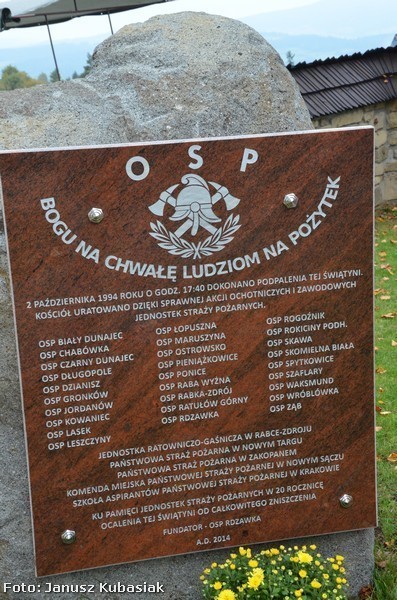 OSP
BOGU NA CHWAŁĘ LUDZIOM NA POŻYTEK
2 PAŹDZIERNIKA 1994 ROKU O GODZ. 17:40 DOKONANO PODPALENIA TEJ ŚWIĄTYNI.
KOŚCIÓŁ URATOWANO DZIĘKI SPRAWNEJ AKCJI OCHOTNICZYCH I ZAWODOWYCH
JEDNOSTEK STRAŻY POŻARNYCH.
OSP BIAŁY DUNAJEC
OSP CHABÓWKA
OSP CZARNY DUNAJEC
OSP DŁUGOPOLE
OSP DZIANISZ
OSP GRONKÓW
OSP JORDANÓW
OSP KOWANIEC
OSP LASEK
OSP LESZCZYNY
OSP ŁOPUSZNA
OSP MARUSZYNA
OSP OSTROWSKO
OSP PIENIĄŻKOWICE
OSP PONICE
OSP RABA WYŻNA
OSP RABKA-ZDRÓJ
OSP RATUŁÓW GÓRNY
OSP RDZAWKA
OSP ROGOŹNIK
OSP ROKICINY PODH.
OSP SKAWA
OSP SKOMIELNA BIAŁA
OSP SPYTKOWICE
OSP SZAFLARY
OSP WAKSMUND
OSP WRÓBLÓWKA
OSP ZĄB
JEDNOSTKA RATOWNICZO-GAŚNICZA W RABCE-ZDROJU
PAŃSTWOWA STRAŻ POŻARNA W NOWYM TARGU
PAŃSTWOWA STRAŻ POŻARNA W ZAKOPANEM
KOMENDA MIEJSKA PAŃSTWOWEJ STRAŻY POŻARNEJ W NOWYM SĄCZU
SZKOŁA ASPIRANTÓW PAŃSTWOWEJ STRAŻY POŻARNEJ W KRAKOWIE
KU PAMIĘCI JEDNOSTEK STRAŻY POŻARNYCH W 20 ROCZNICĘ
OCALENIA TEJ ŚWIĄTYNI OD CAŁKOWITEGO ZNISZCZENIA
FUNDATOR - OSP RDZAWKA
A.D. 2014
Foto: Janusz Kubasiak